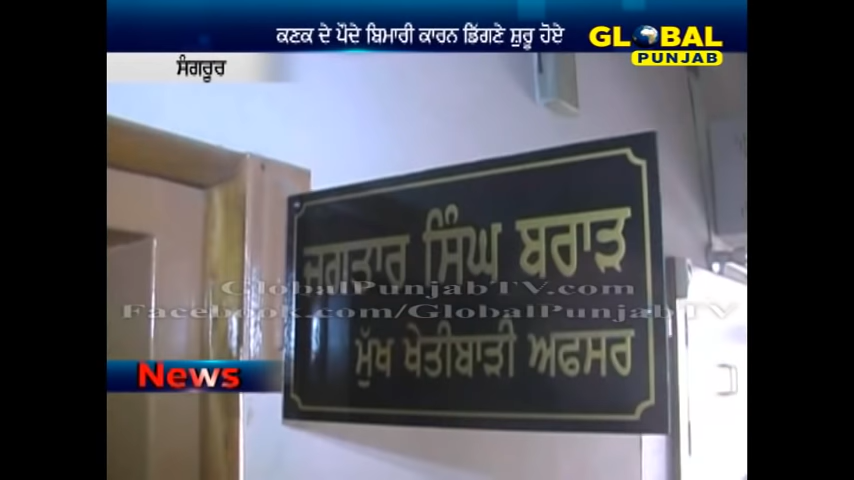 ਕਣਕ ਦੇ ਪੌਦੇ ਬਿਮਾਰੀ ਕਾਰਨ ਡਿੱਗਣੇ ਸ਼ੁਰੂ ਹੋਏ
GLOBAL
PUNJAB
ਸੰਗਰੂਰ
ਜਗਤਾਰ ਸਿੰਘ ਬਰਾੜ
GlobalPunjabTV.com
Facebook.com/GlobalPunjabTV
ਮੁੱਖ ਖੇਤੀਬਾੜੀ ਅਫਸਰ
News